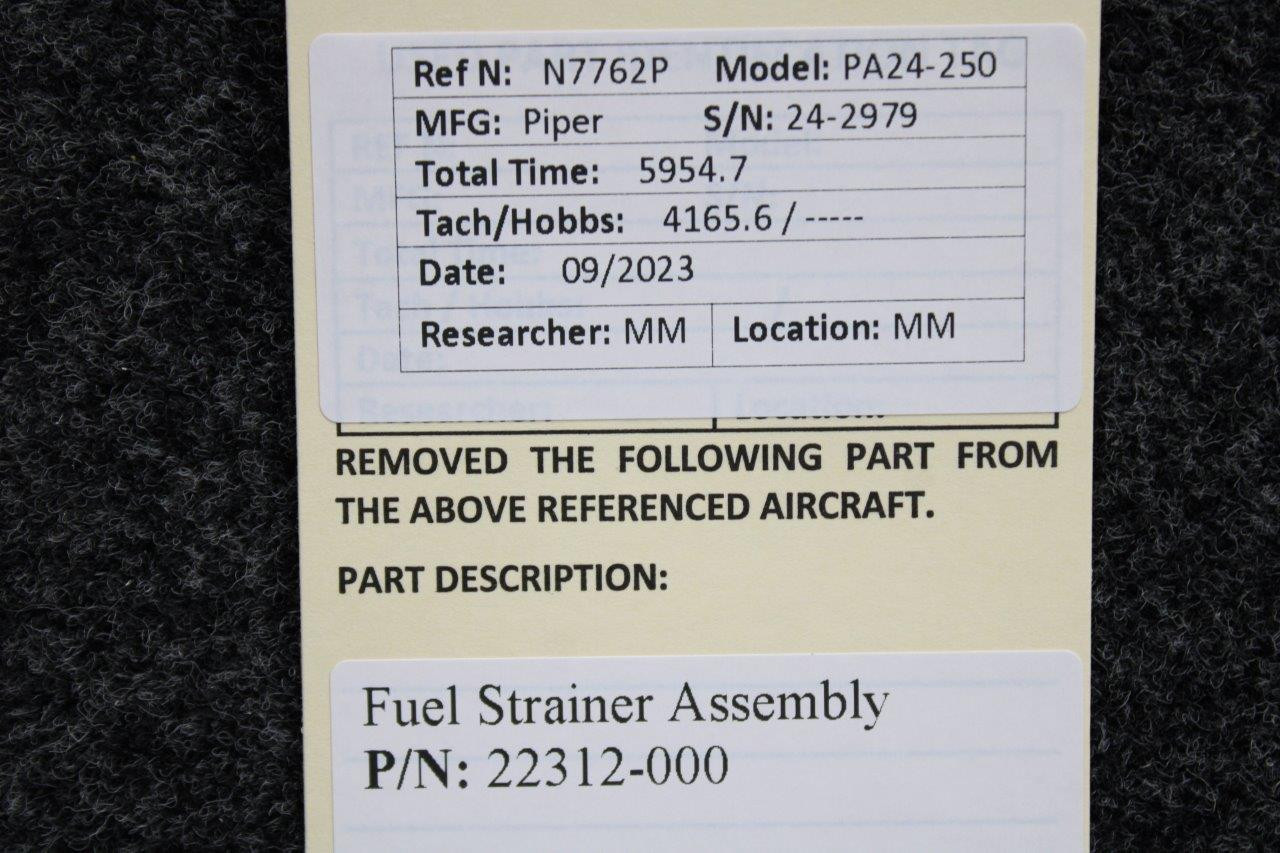 Ref N: N7762P Model: PA24-250
MFG: Piper S/N: 24-2979
Total Time: 5954.7
Tach/Hobbs: 4165.6 / -----
Date: 09/2023
Researcher: MM Location: MM
REMOVED THE FOLLOWING PART FROM
THE ABOVE REFERENCED AIRCRAFT.
PART DESCRIPTION:
Fuel Strainer Assembly
P/N: 22312-000